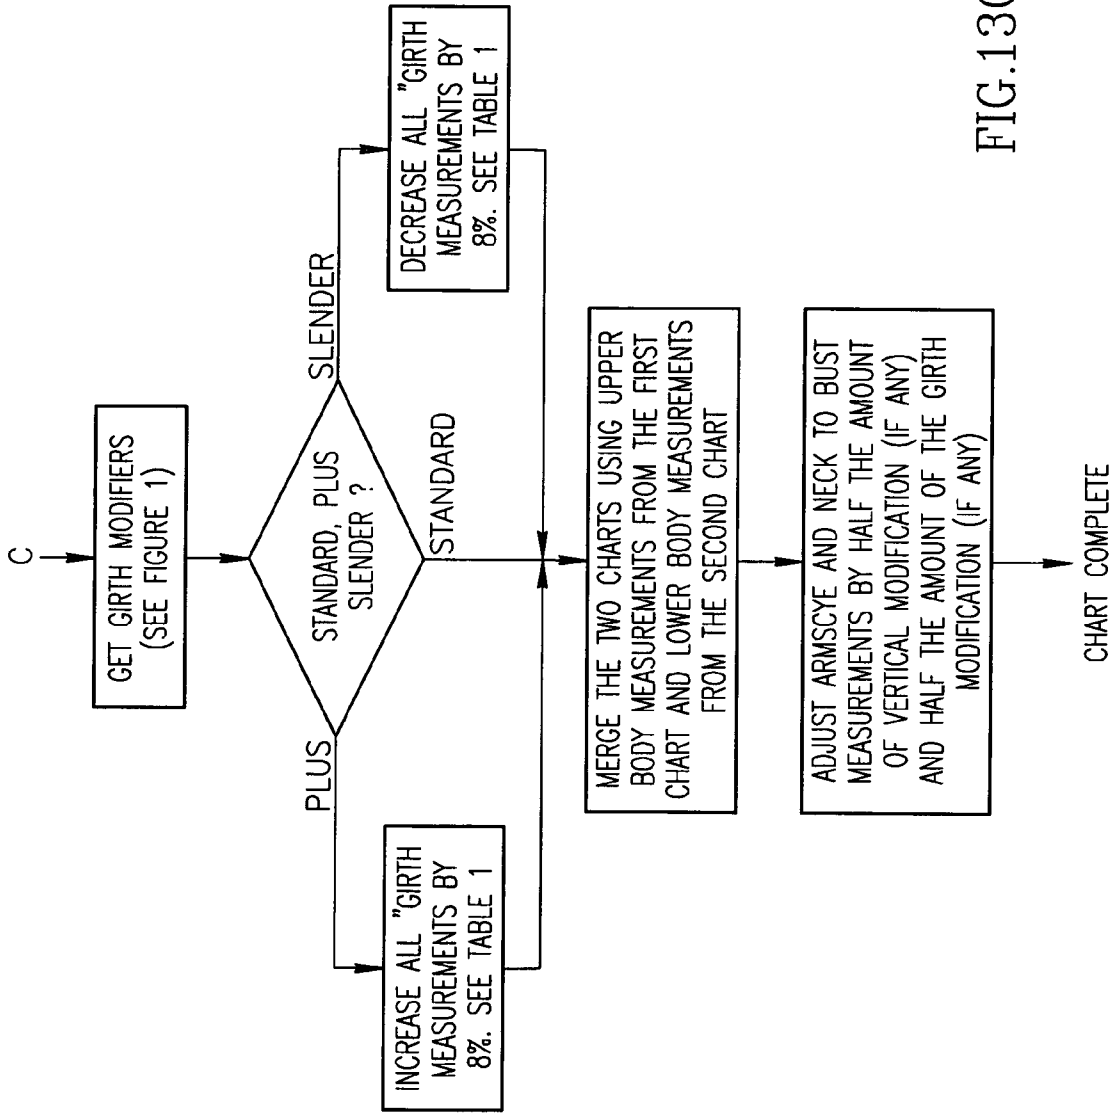 C
GET GIRTH MODIFIERS
(SEE FIGURE 1)
STANDARD, PLUS
SLENDER ?
PLUS
SLENDER
STANDARD
INCREASE ALL "GIRTH
MEASUREMENTS BY
8%. SEE TABLE 1
DECREASE ALL "GIRTH
MEASUREMENTS BY
8%. SEE TABLE 1
MERGE THE TWO CHARTS USING UPPER
BODY MEASUREMENTS FROM THE FIRST
CHART AND LOWER BODY MEASUREMENTS
FROM THE SECOND CHART
ADJUST ARMSCYE AND NECK TO BUST
MEASUREMENTS BY HALF THE AMOUNT
OF VERTICAL MODIFICATION (IF ANY)
AND HALF THE AMOUNT OF THE GIRTH
MODIFICATION (IF ANY)
CHART COMPLETE
FIG.13C